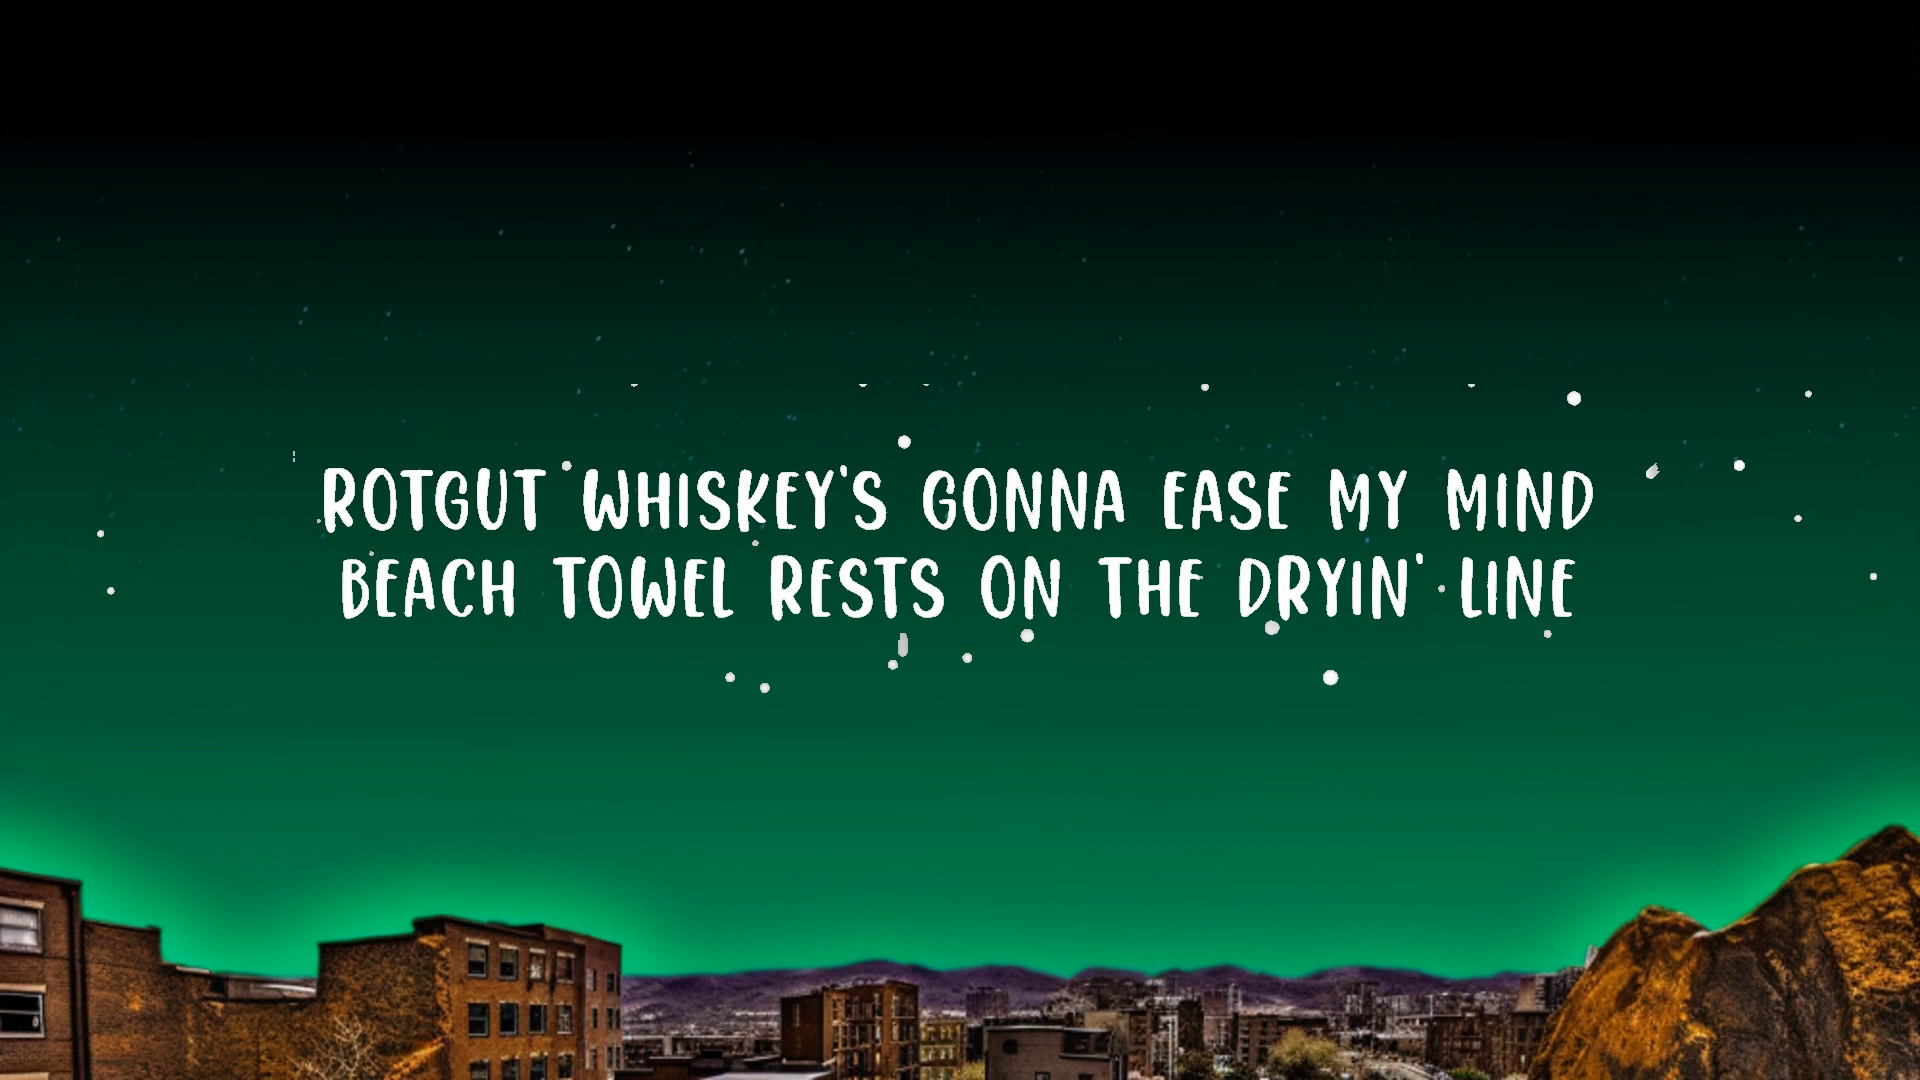 ROTGUT WHISKEY'S GONNA EASE MY MIND
BEACH TOWEL RESTS ON THE DRYIN' LINE